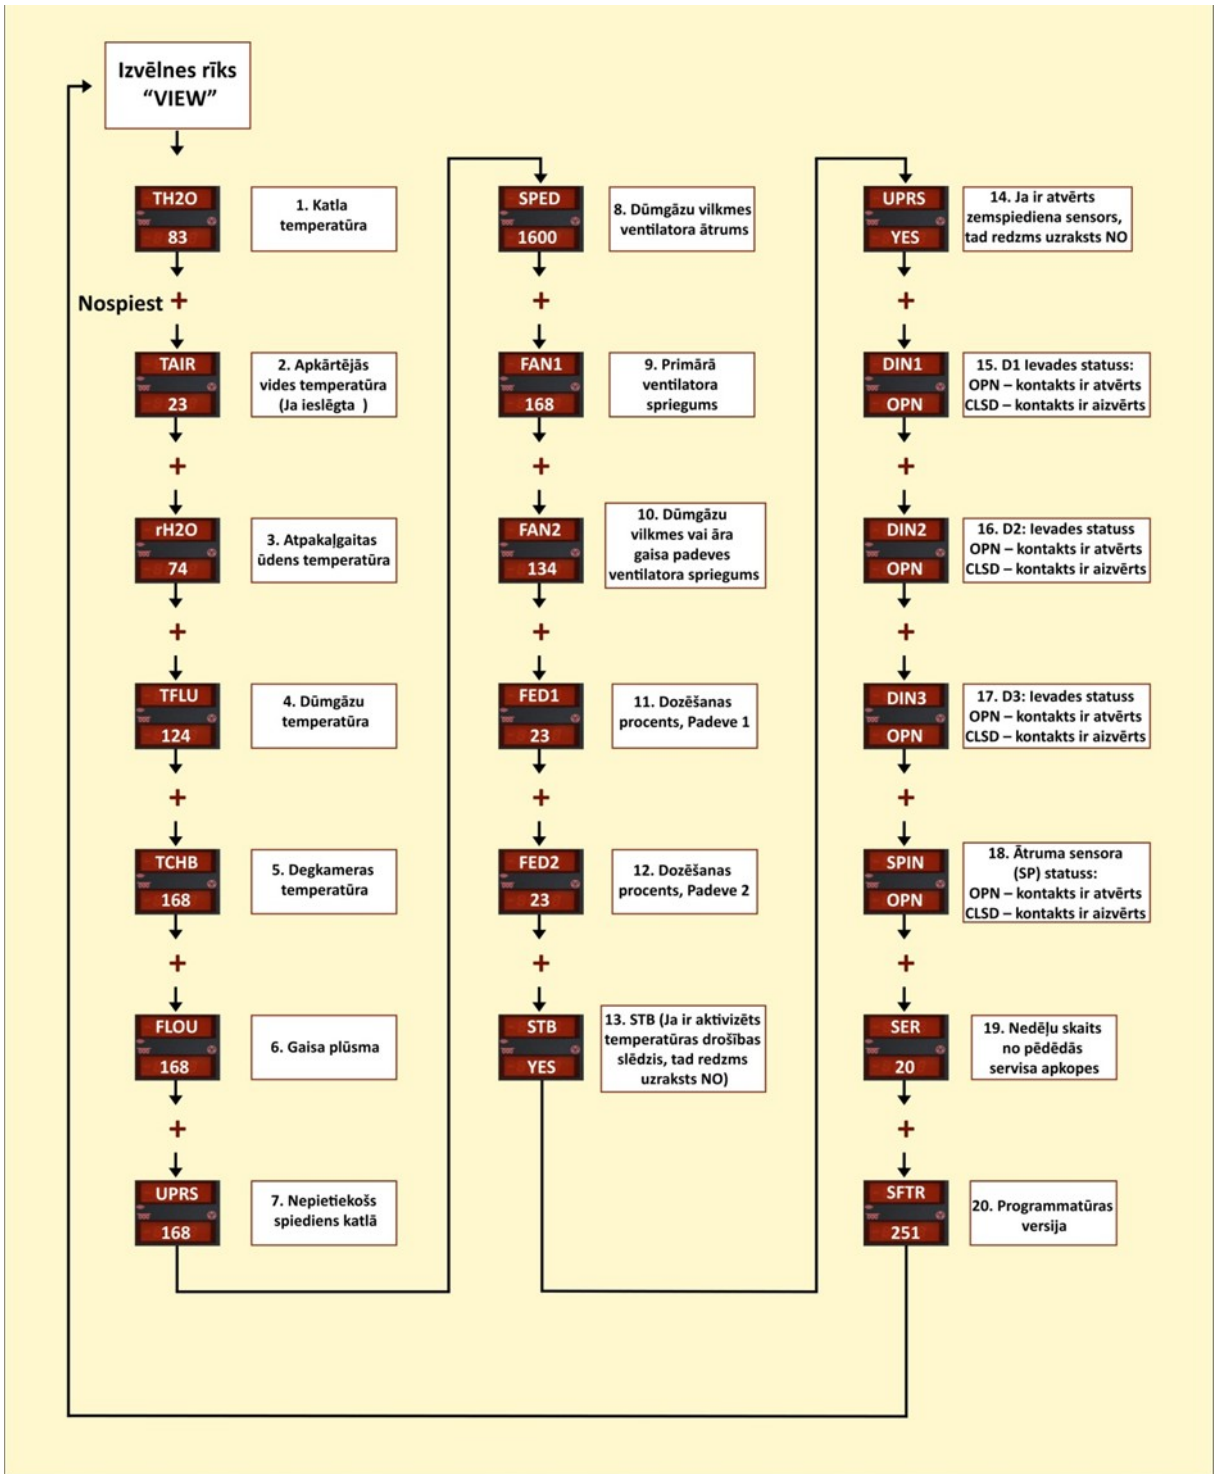 Izvēlnes rīks
“VIEW”
TH2O
83
1. Katla
temperatūra
Nospiest +
TAIR
23
2. Apkārtējās
vides temperatūra
(Ja ieslēgta )
+
rH2O
74
3. Atpakaļgaitas
ūdens temperatūra
+
TFLU
124
4. Dūmgāzu
temperatūra
+
TCHB
168
5. Degkameras
temperatūra
+
FLOU
168
6. Gaisa plūsma
+
UPRS
168
7. Nepietiekošs
spiediens katlā
SPED
1600
8. Dūmgāzu vilkmes
ventilatora ātrums
+
FAN1
168
9. Primārā
ventilatora
spriegums
+
FAN2
134
10. Dūmgāzu
vilkmes vai āra
gaisa padeves
ventilatora spriegums
+
FED1
23
11. Dozēšanas
procents, Padeve 1
+
FED2
23
12. Dozēšanas
procents, Padeve 2
+
STB
YES
13. STB (Ja ir aktivizēts
temperatūras drošības
slēdzis, tad redzms
uzraksts NO)
UPRS
YES
14. Ja ir atvērts
zemspiediena sensors,
tad redzms uzraksts NO
+
DIN1
OPN
15. D1 Ievades statuss:
OPN – kontakts ir atvērts
CLSD – kontakts ir aizvērts
+
DIN2
OPN
16. D2: Ievades statuss
OPN – kontakts ir atvērts
CLSD – kontakts ir aizvērts
+
DIN3
OPN
17. D3: Ievades statuss
OPN – kontakts ir atvērts
CLSD – kontakts ir aizvērts
+
SPIN
OPN
18. Ātruma sensora
(SP) statuss:
OPN – kontakts ir atvērts
CLSD – kontakts ir aizvērts
+
SER
20
19. Nedēļu skaits
no pēdēdās
servisa apkopes
+
SFTR
251
20. Programmatūras
versija